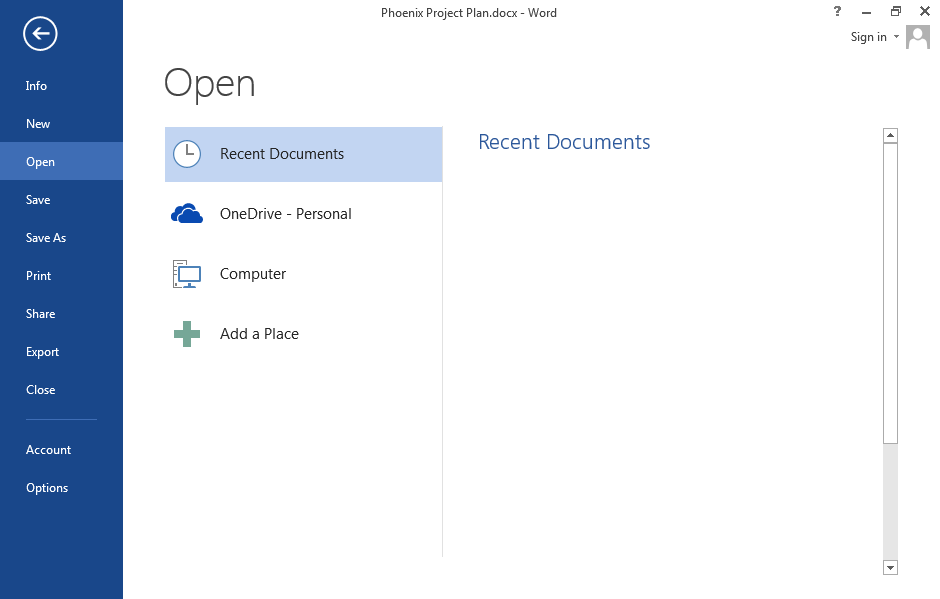 Phoenix Project Plan.docx - Word
?
Sign in
Info
New
Open
Save
Save As
Print
Share
Export
Close
Account
Options
Open
Recent Documents
OneDrive - Personal
Computer
Add a Place
Recent Documents